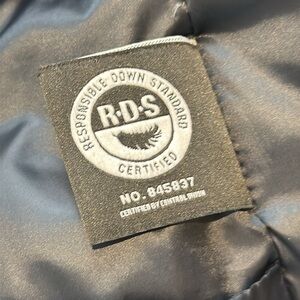 RESPONSIBLE DOWN STANDARD
R·D·S
CERTIFIED
NO. 845837
CERTIFIED BY CONTROL UNION